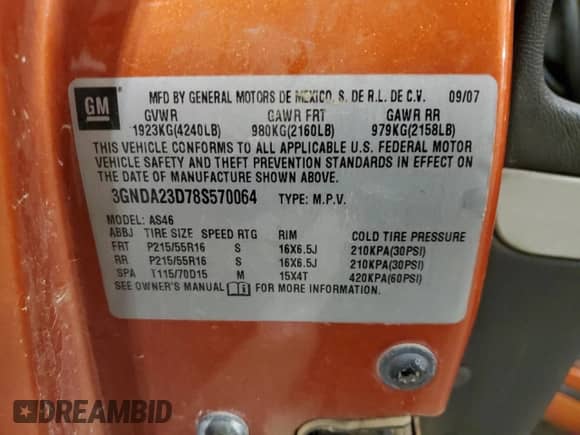 GM
MFD BY GENERAL MOTORS DE MEXICO, S. DE R.L. DE C.V. 09/07
GVWR GAWR FRT GAWR RR
1923KG(4240LB) 980KG(2160LB) 979KG(2158LB)
THIS VEHICLE CONFORMS TO ALL APPLICABLE U.S. FEDERAL MOTOR
VEHICLE SAFETY AND THEFT PREVENTION STANDARDS IN EFFECT ON
THE DATE OF MANUFACTURE SHOWN ABOVE.
3GNDA23D78S570064 TYPE: M.P.V.
MODEL: AS46
ABBJ TIRE SIZE SPEED RTG RIM COLD TIRE PRESSURE
FRT P215/55R16 S 16X6.5J 210KPA(30PSI)
RR P215/55R16 S 16X6.5J 210KPA(30PSI)
SPA T115/70D15 M 15X4T 420KPA(60PSI)
SEE OWNER'S MANUAL FOR MORE INFORMATION.
DREAMBID